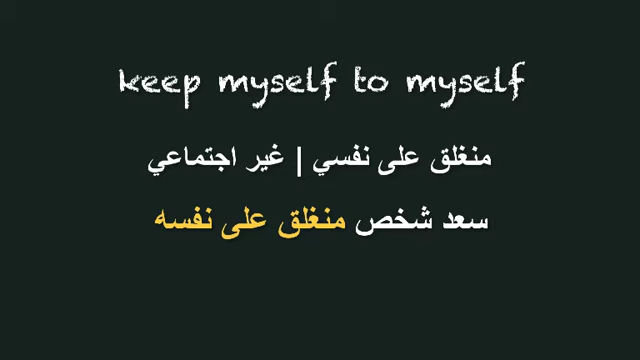 keep myself to myself
منغلق على نفسي | غير اجتماعي
سعد شخص منغلق على نفسه